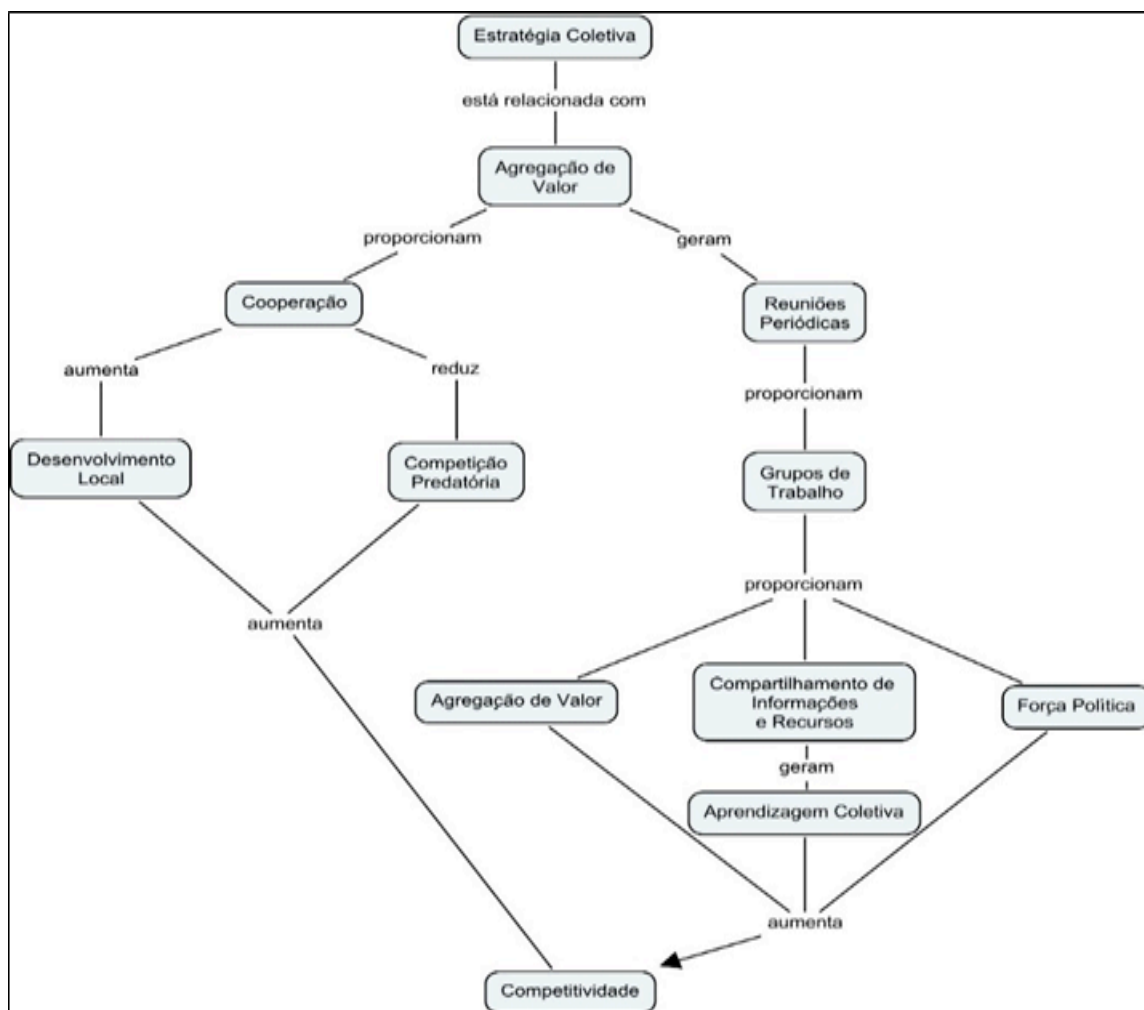 Estratégia Coletiva
está relacionada com
Agregação de
Valor
proporcionam
geram
Cooperação
Reuniões
Periódicas
aumenta
reduz
proporcionam
Desenvolvimento
Local
Competição
Predatória
Grupos de
Trabalho
proporcionam
aumenta
Agregação de Valor
Compartilhamento de
Informações
e Recursos
Força Política
geram
Aprendizagem Coletiva
aumenta
Competitividade